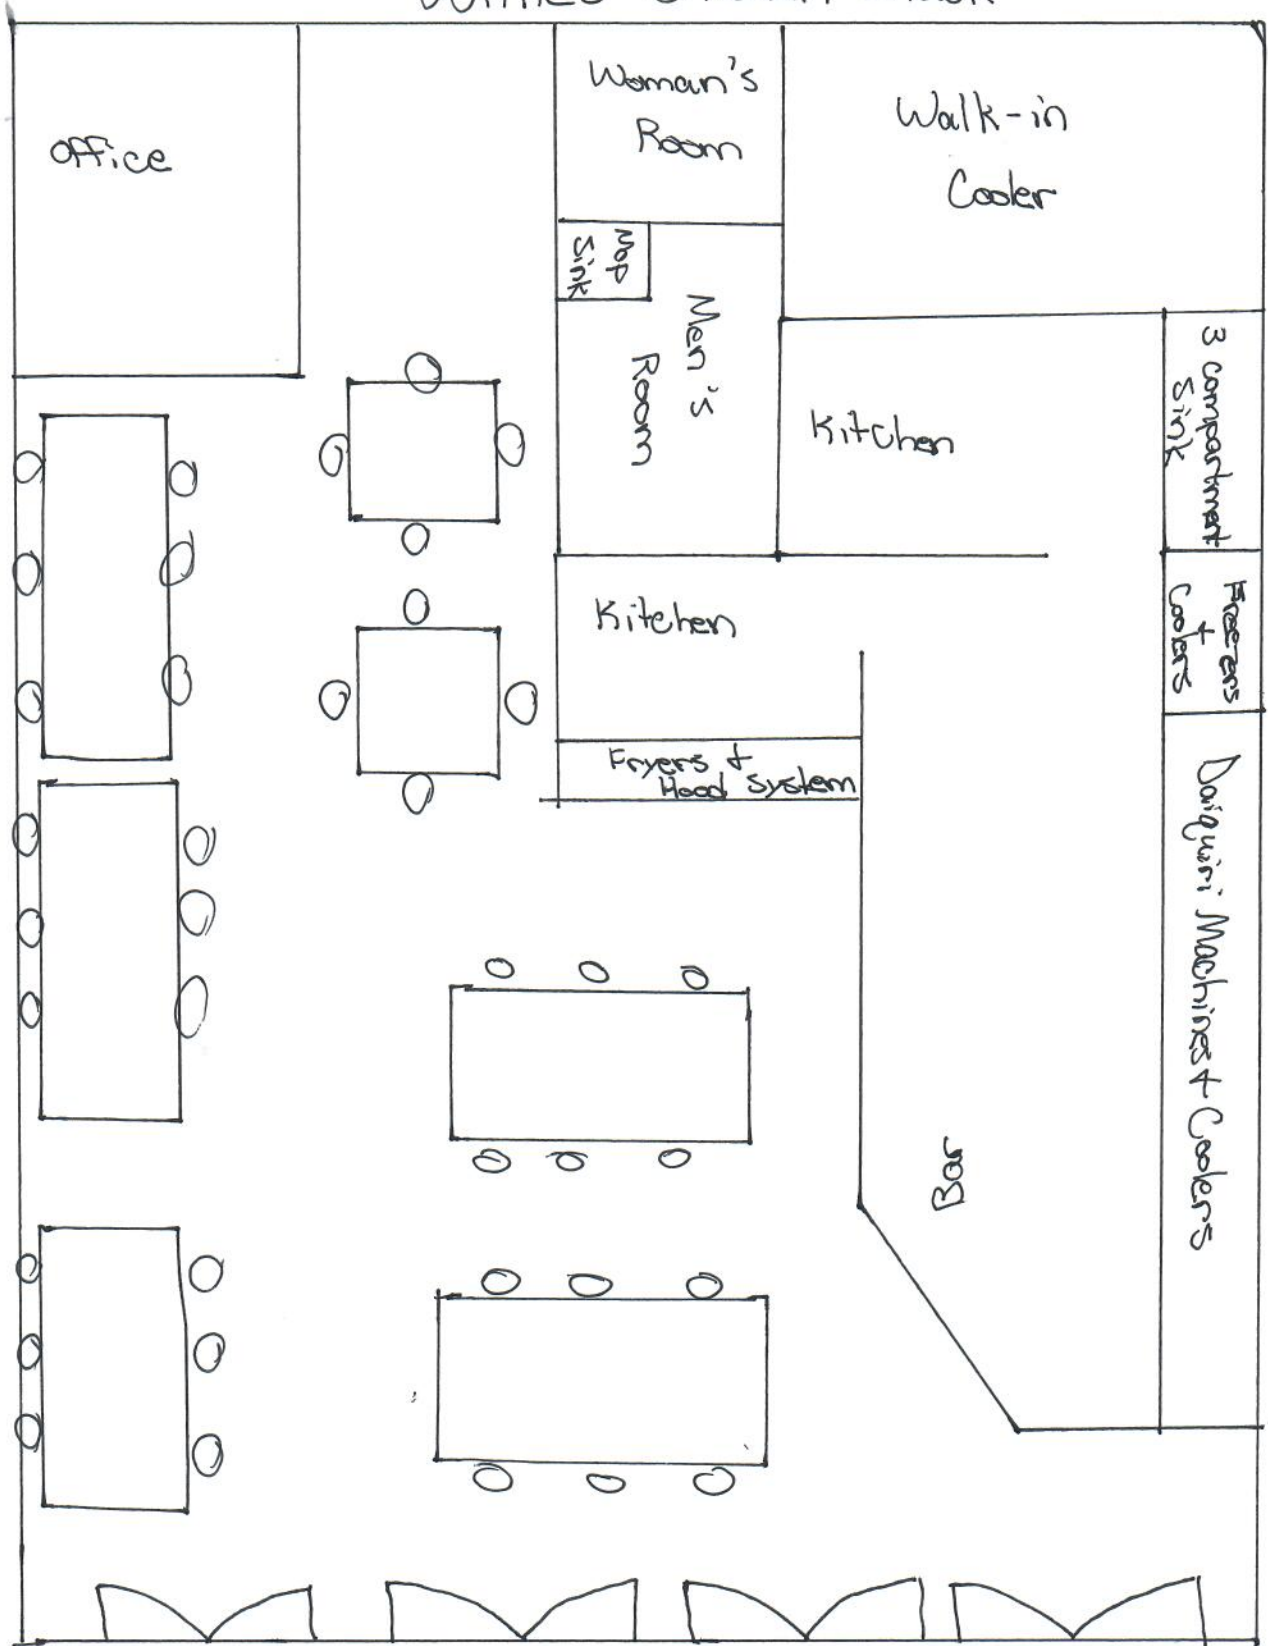 office
Woman's
Room
Walk-in
Cooler
Mop
Sink
Men's
Room
Kitchen
3 compartment
Sink
Kitchen
Freezers
+
Coolers
Fryers +
Hood System
Daiquiri Machines + Coolers
Bar